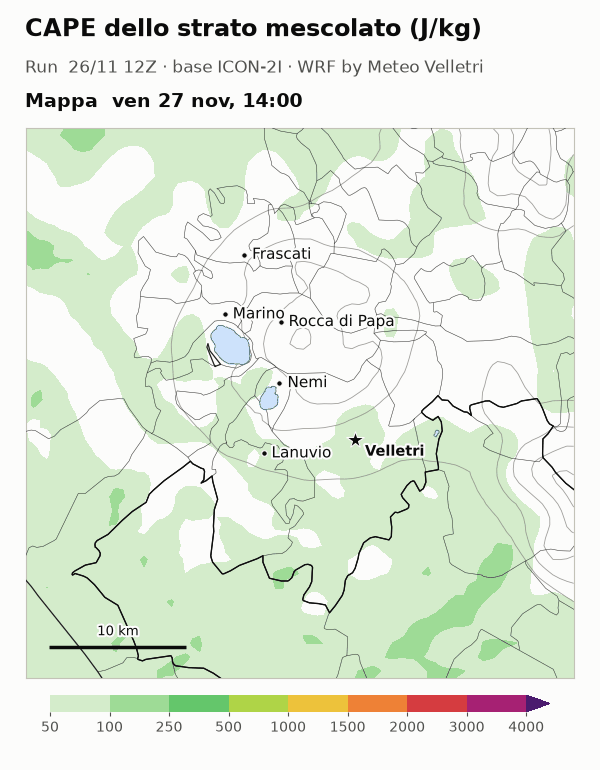 CAPE dello strato mescolato (J/kg)
Run  26/11 12Z · base ICON-2I · WRF by Meteo Velletri
Mappa  ven 27 nov, 14:00
Frascati
Marino
Rocca di Papa
Nemi
Velletri
Lanuvio
10 km
50 100 250 500 1000 1500 2000 3000 4000